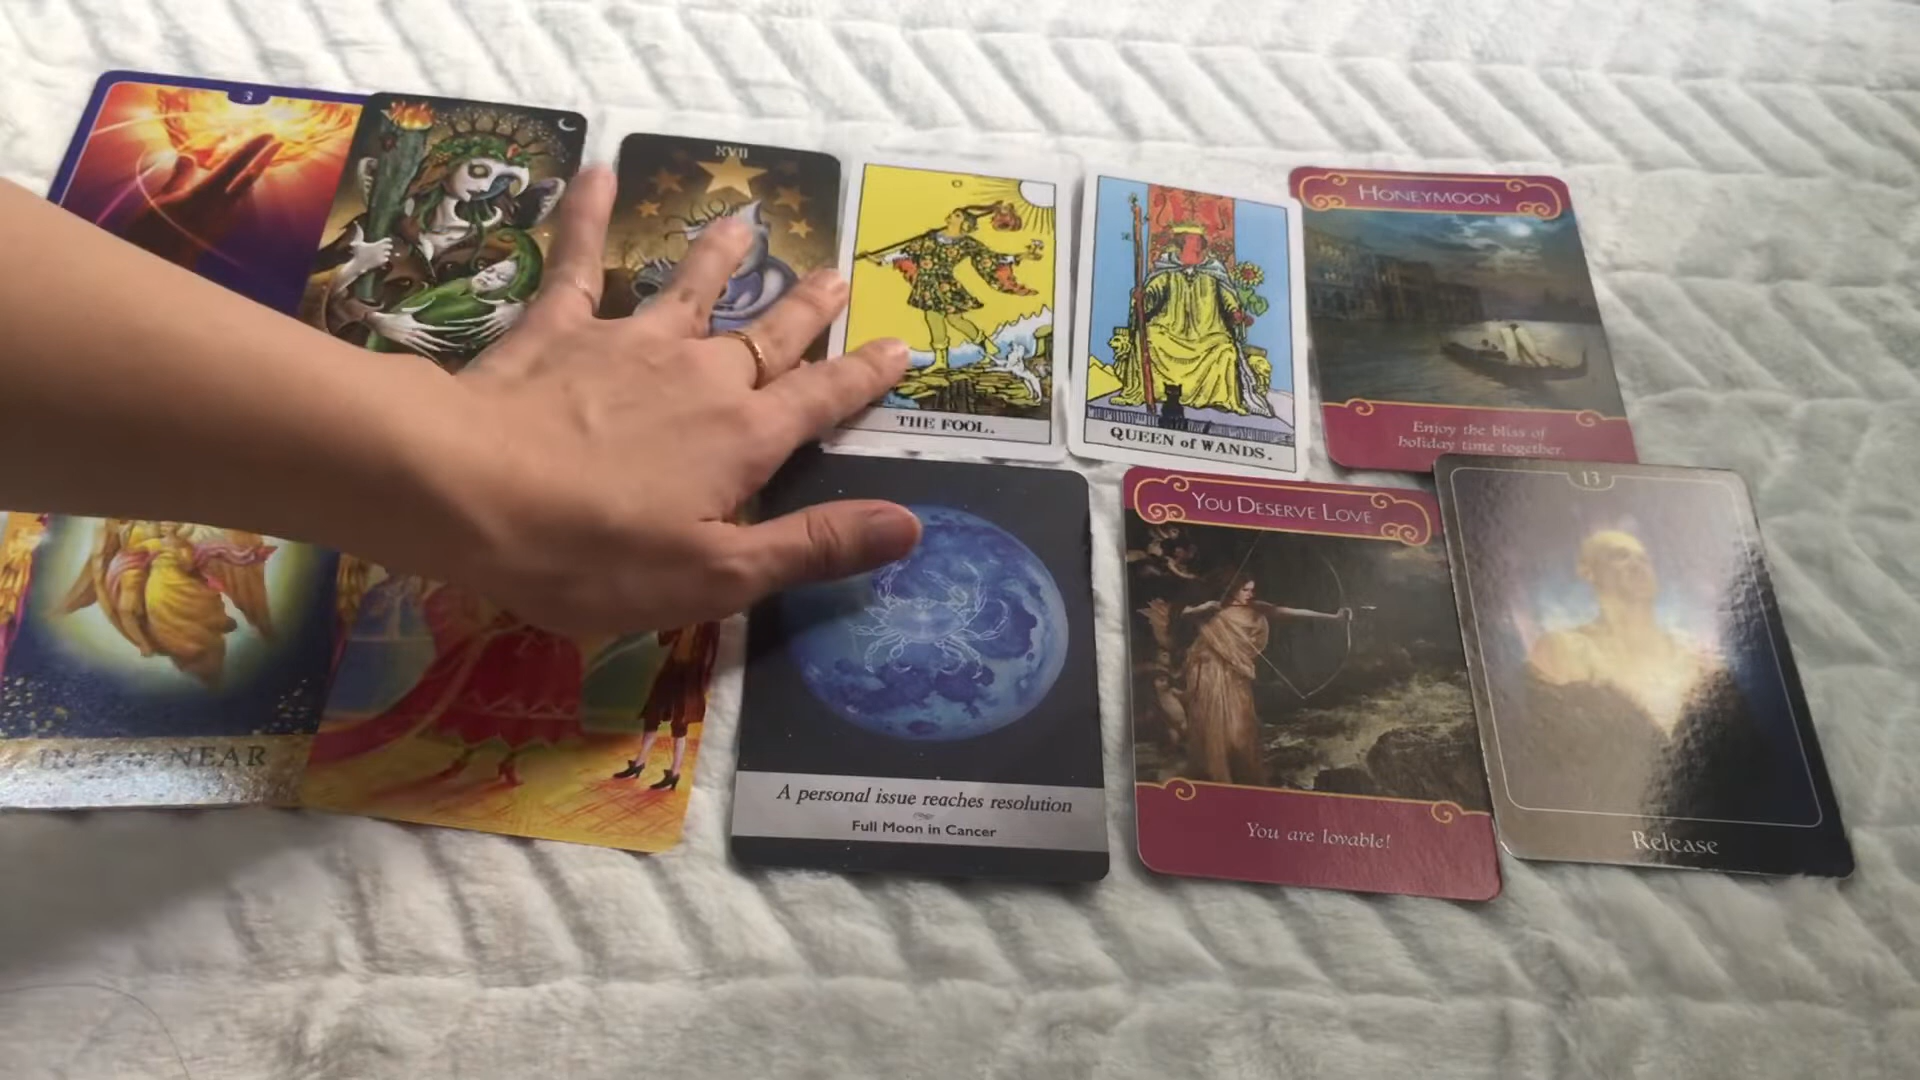 3
XVII
THE FOOL.
QUEEN of WANDS.
HONEYMOON
Enjoy the bliss of
holiday time together.
NEAR
A personal issue reaches resolution
Full Moon in Cancer
YOU DESERVE LOVE
You are lovable!
13
Release